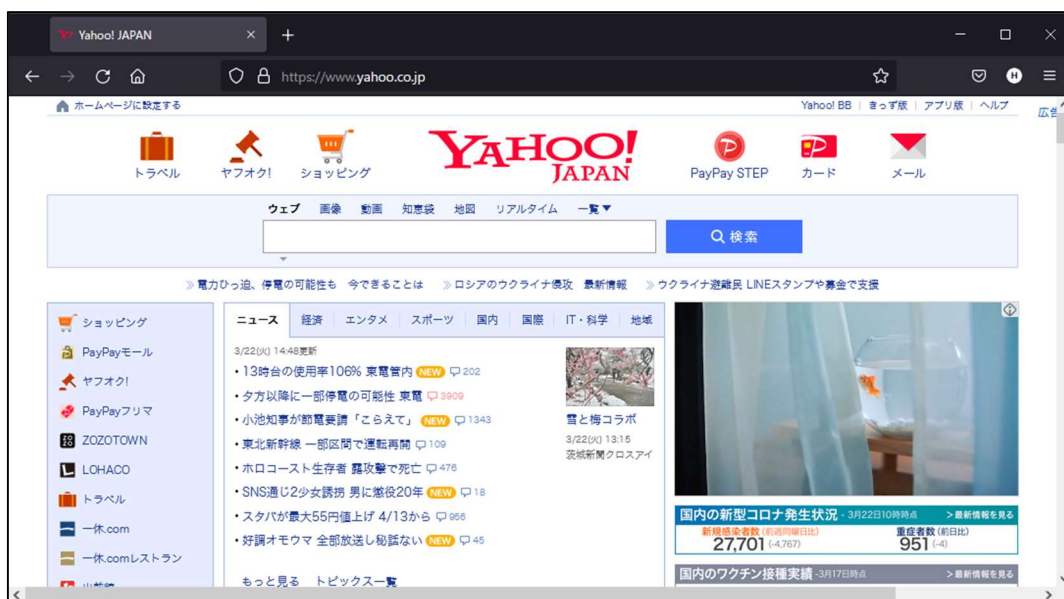 Yahoo! JAPAN
https://www.yahoo.co.jp
H
ホームページに設定する
Yahoo! BB きっず版 アプリ版 ヘルプ
広告
トラベル ヤフオク! ショッピング YAHOO! JAPAN PayPay STEP カード メール
ウェブ 画像 動画 知恵袋 地図 リアルタイム 一覧▼
検索
≫電力ひっ迫、停電の可能性も 今できることは ≫ロシアのウクライナ侵攻 最新情報 ≫ウクライナ避難民 LINEスタンプや募金で支援
ショッピング
PayPayモール
ヤフオク!
PayPayフリマ
ZOZOTOWN
LOHACO
トラベル
一休.com
一休.comレストラン
ニュース 経済 エンタメ スポーツ 国内 国際 IT・科学 地域
3/22(火) 14:48更新
・13時台の使用率106% 東電管内 NEW 202
・夕方以降に一部停電の可能性 東電 3909
・小池知事が節電要請「こらえて」 NEW 1343
・東北新幹線 一部区間で運転再開 109
・ホロコースト生存者 露攻撃で死亡 476
・SNS通じ2少女誘拐 男に懲役20年 NEW 18
・スタバが最大55円値上げ 4/13から 956
・好調オモウマ 全部放送し秘話ない NEW 45
もっと見る トピックス一覧
雪と梅コラボ
3/22(火) 13:15
茨城新聞クロスアイ
国内の新型コロナ発生状況 - 3月22日10時時点 >最新情報を見る
新規感染者数(前週同曜日比) 重症者数(前日比)
27,701 (-4,767) 951 (-4)
国内のワクチン接種実績 -3月17日時点 >最新情報を見る